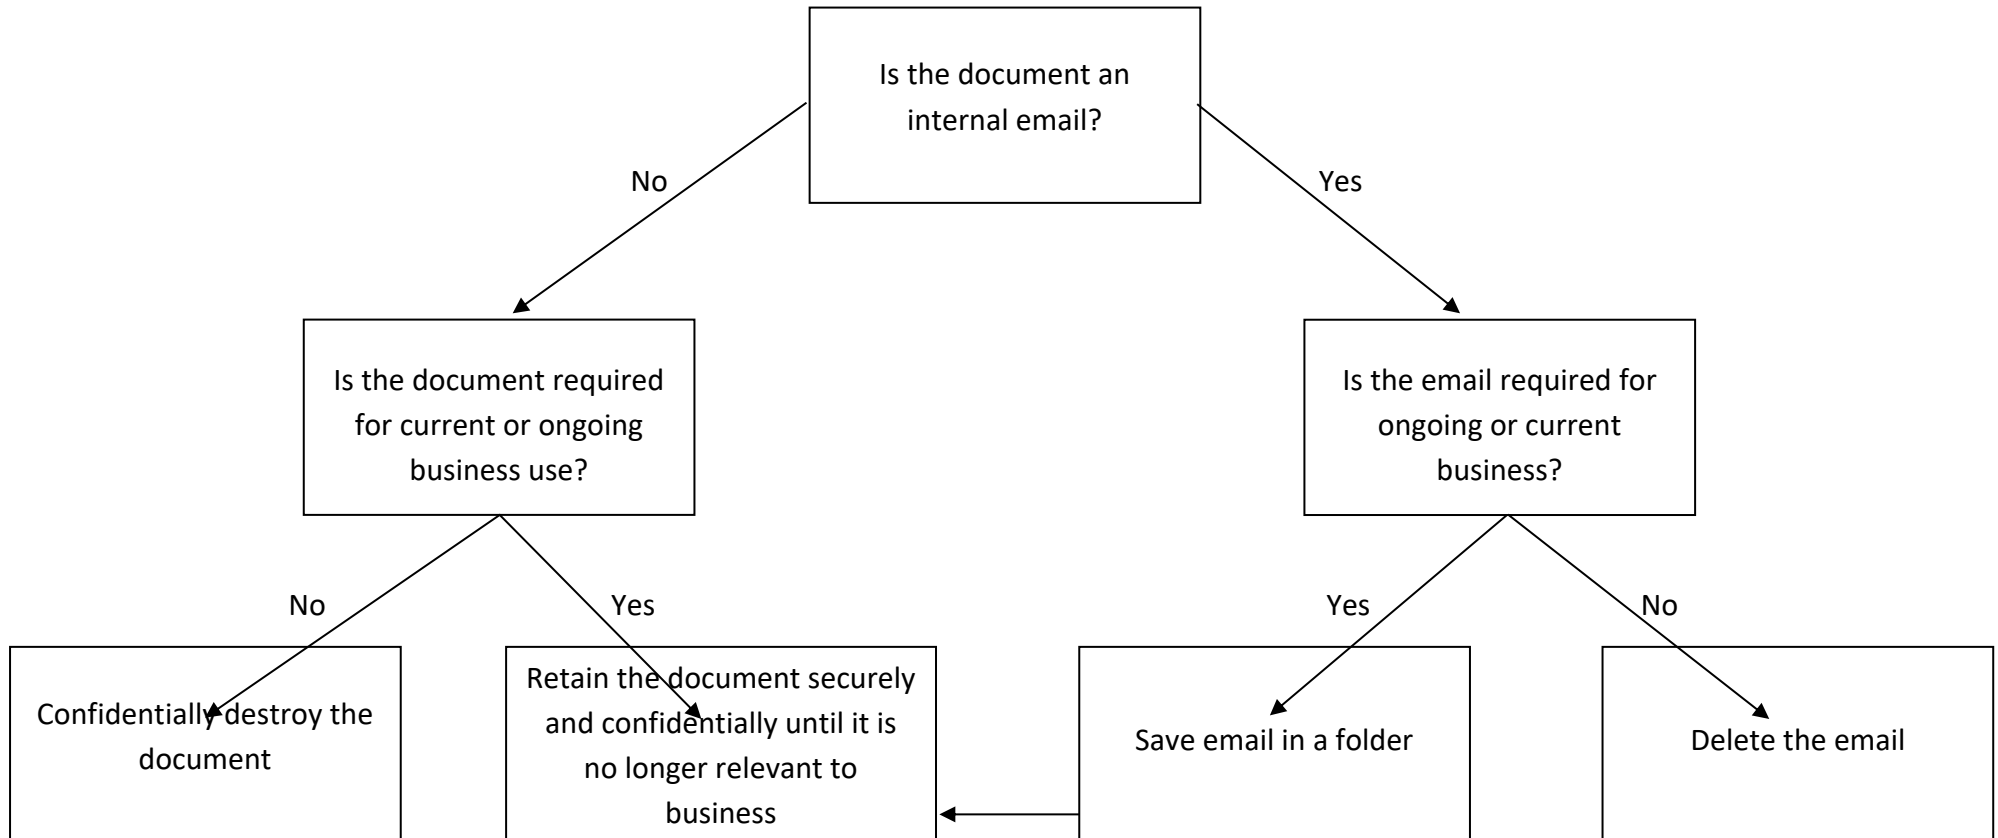 Is the document an
internal email?
No
Yes
Is the document required
for current or ongoing
business use?
Is the email required for
ongoing or current
business?
No
Yes
Yes
No
Confidentially destroy the
document
Retain the document securely
and confidentially until it is
no longer relevant to
business
Save email in a folder
Delete the email